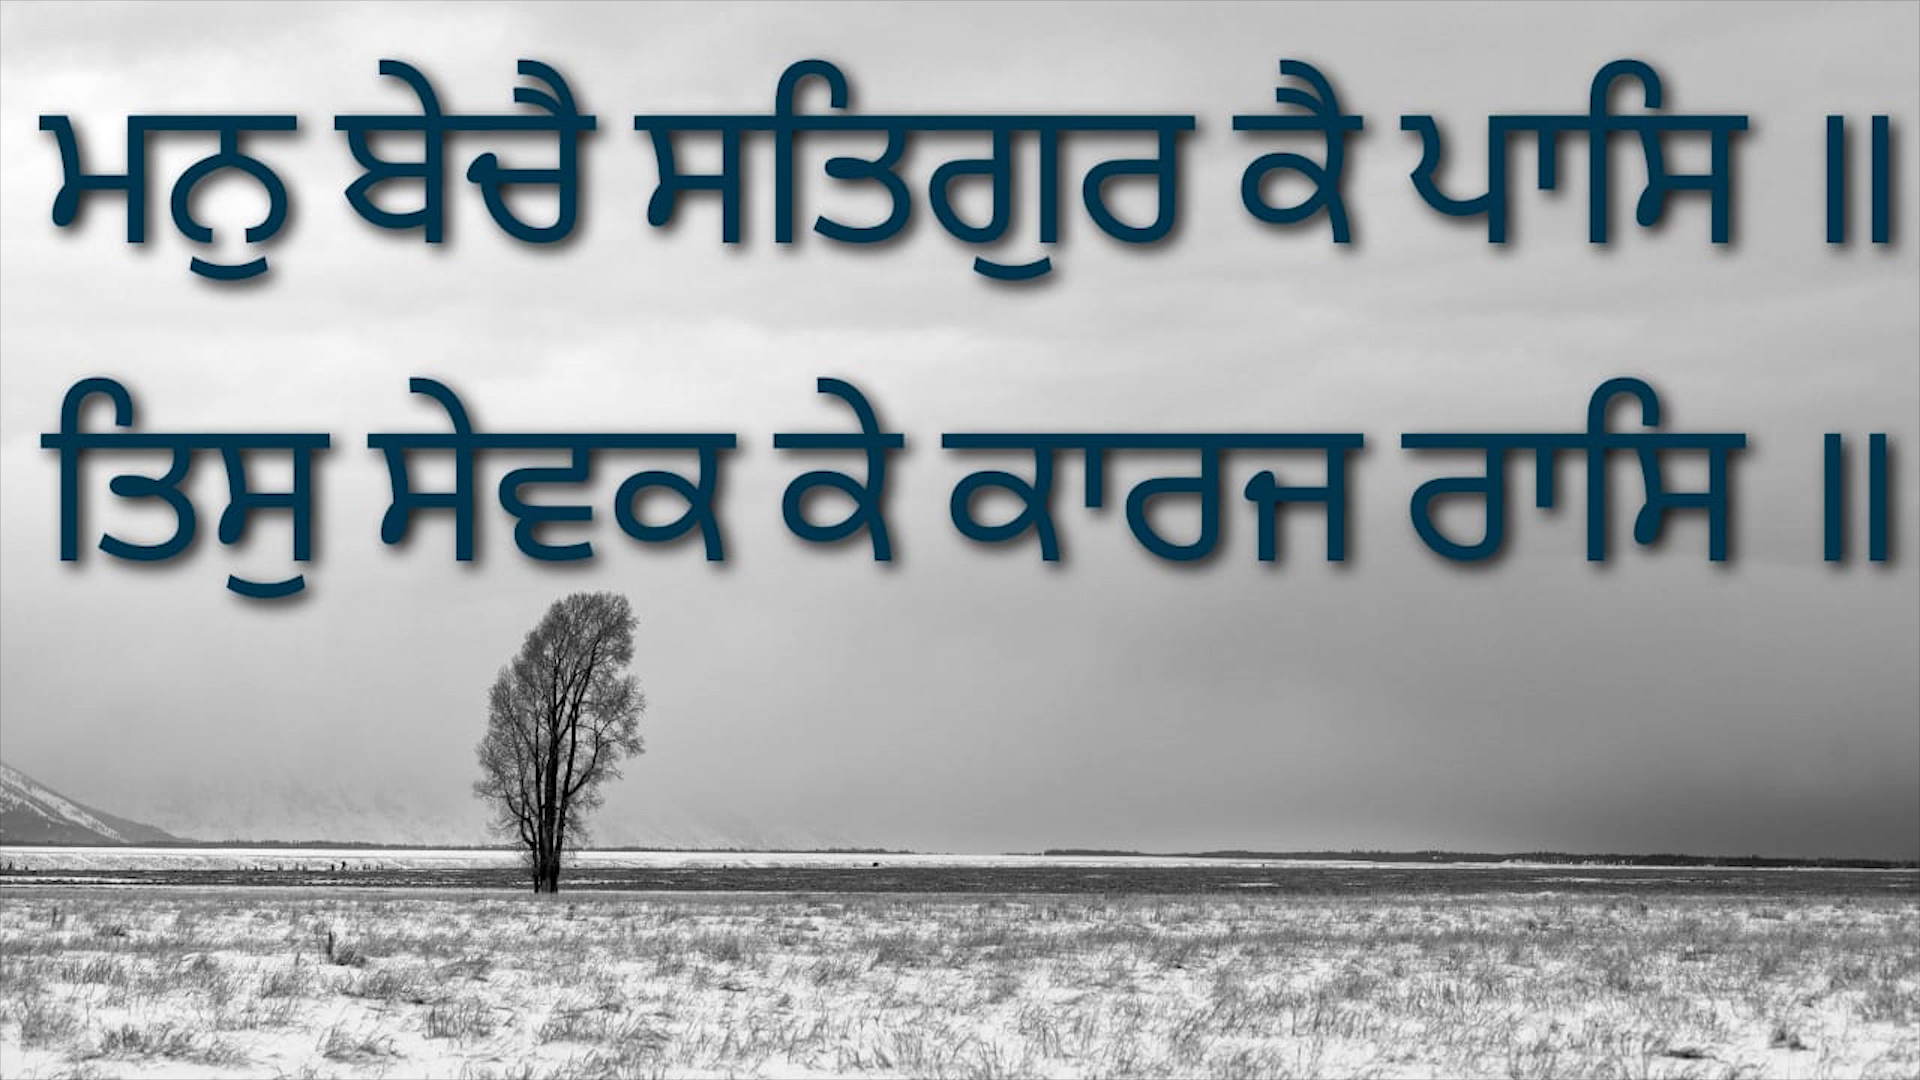 ਮਨੁ ਬੇਚੈ ਸਤਿਗੁਰ ਕੈ ਪਾਸਿ ॥
ਤਿਸੁ ਸੇਵਕ ਕੇ ਕਾਰਜ ਰਾਸਿ ॥